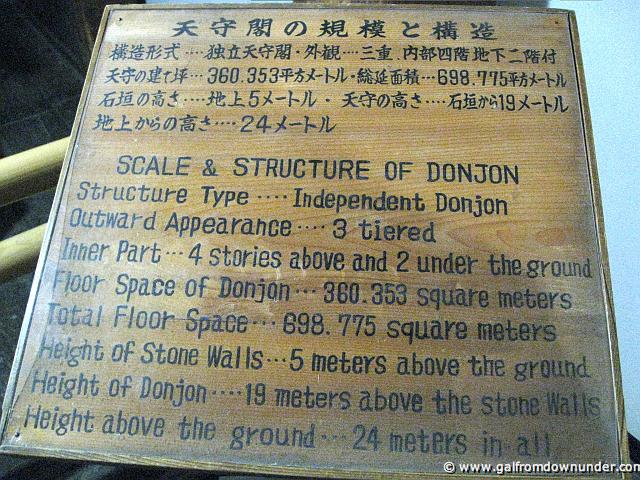 天守閣の規模と構造
構造形式‥‥独立天守閣・外観‥‥三重、内部四階地下二階付
天守の建て坪‥‥360.353平方メートル・総延面積‥‥698.775平方メートル
石垣の高さ‥‥地上5メートル・天守の高さ‥‥石垣から19メートル
地上からの高さ‥‥24メートル
SCALE & STRUCTURE OF DONJON
Structure Type ···· Independent Donjon
Outward Appearance ···· 3 tiered
Inner Part ··· 4 stories above and 2 under the ground
Floor Space of Donjon ··· 360.353 square meters
Total Floor Space ··· 698.775 square meters
Height of Stone Walls ··· 5 meters above the ground
Height of Donjon ···· 19 meters above the stone Walls
Height above the ground ··· 24 meters in all
© www.galfromdownunder.com